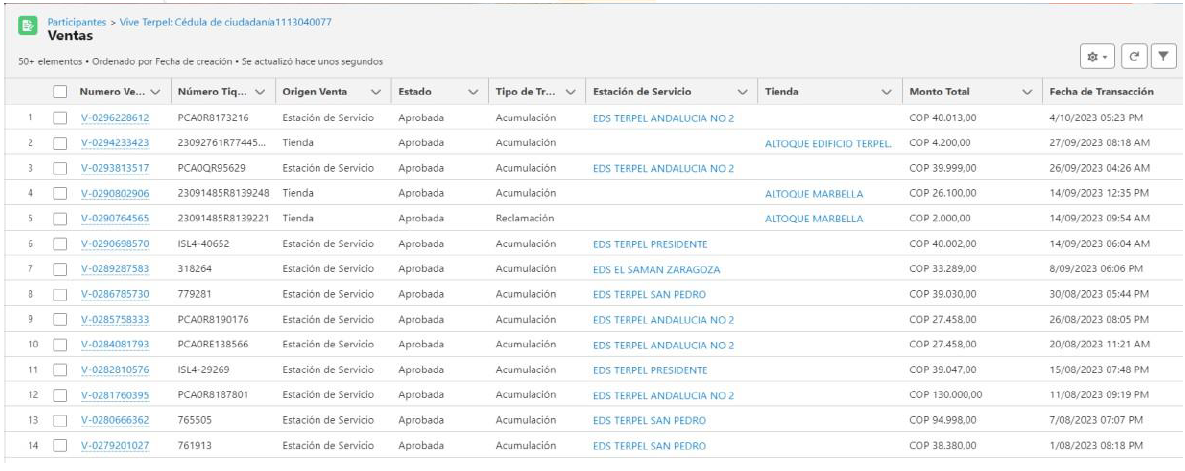 Participantes > Vive Terpel: Cédula de ciudadanía1113040077
Ventas
50+ elementos • Ordenado por Fecha de creación • Se actualizó hace unos segundos
Numero Ve... Número Tiq... Origen Venta Estado Tipo de Tr... Estación de Servicio Tienda Monto Total Fecha de Transacción
1 V-0296228612 PCA0R8173216 Estación de Servicio Aprobada Acumulación EDS TERPEL ANDALUCIA NO 2 COP 40.013,00 4/10/2023 05:23 PM
2 V-0294233423 23092761R77445... Tienda Aprobada Acumulación ALTOQUE EDIFICIO TERPEL. COP 4.200,00 27/09/2023 08:18 AM
3 V-0293813517 PCA0QR95629 Estación de Servicio Aprobada Acumulación EDS TERPEL ANDALUCIA NO 2 COP 39.999,00 26/09/2023 04:26 AM
4 V-0290802906 23091485R8139248 Tienda Aprobada Acumulación ALTOQUE MARBELLA COP 26.100,00 14/09/2023 12:35 PM
5 V-0290764565 23091485R8139221 Tienda Aprobada Reclamación ALTOQUE MARBELLA COP 2.000,00 14/09/2023 09:54 AM
6 V-0290698570 ISL4-40652 Estación de Servicio Aprobada Acumulación EDS TERPEL PRESIDENTE COP 40.002,00 14/09/2023 06:04 AM
7 V-0289287583 318264 Estación de Servicio Aprobada Acumulación EDS EL SAMAN ZARAGOZA COP 33.289,00 8/09/2023 06:06 PM
8 V-0286785730 779281 Estación de Servicio Aprobada Acumulación EDS TERPEL SAN PEDRO COP 39.030,00 30/08/2023 05:44 PM
9 V-0285758333 PCA0R8190176 Estación de Servicio Aprobada Acumulación EDS TERPEL ANDALUCIA NO 2 COP 27.458,00 26/08/2023 08:05 PM
10 V-0284081793 PCA0RE138566 Estación de Servicio Aprobada Acumulación EDS TERPEL ANDALUCIA NO 2 COP 27.458,00 20/08/2023 11:21 AM
11 V-0282810576 ISL4-29269 Estación de Servicio Aprobada Acumulación EDS TERPEL PRESIDENTE COP 39.047,00 15/08/2023 07:48 PM
12 V-0281760395 PCA0R8187801 Estación de Servicio Aprobada Acumulación EDS TERPEL ANDALUCIA NO 2 COP 130.000,00 11/08/2023 09:19 PM
13 V-0280666362 765505 Estación de Servicio Aprobada Acumulación EDS TERPEL SAN PEDRO COP 94.998,00 7/08/2023 07:07 PM
14 V-0279201027 761913 Estación de Servicio Aprobada Acumulación EDS TERPEL SAN PEDRO COP 38.380,00 1/08/2023 08:18 PM